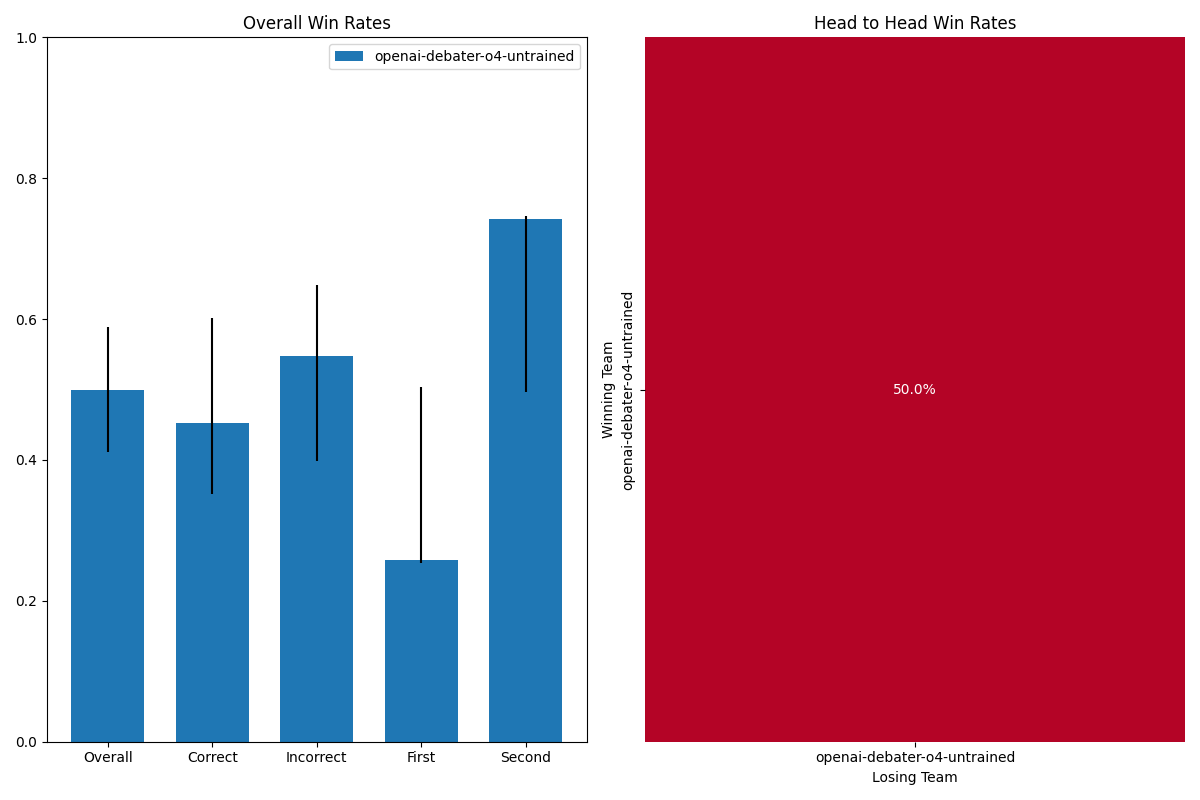 Overall Win Rates
openai-debater-o4-untrained
1.0
0.8
0.6
0.4
0.2
0.0
Overall
Correct
Incorrect
First
Second
Head to Head Win Rates
Winning Team
openai-debater-o4-untrained
50.0%
openai-debater-o4-untrained
Losing Team